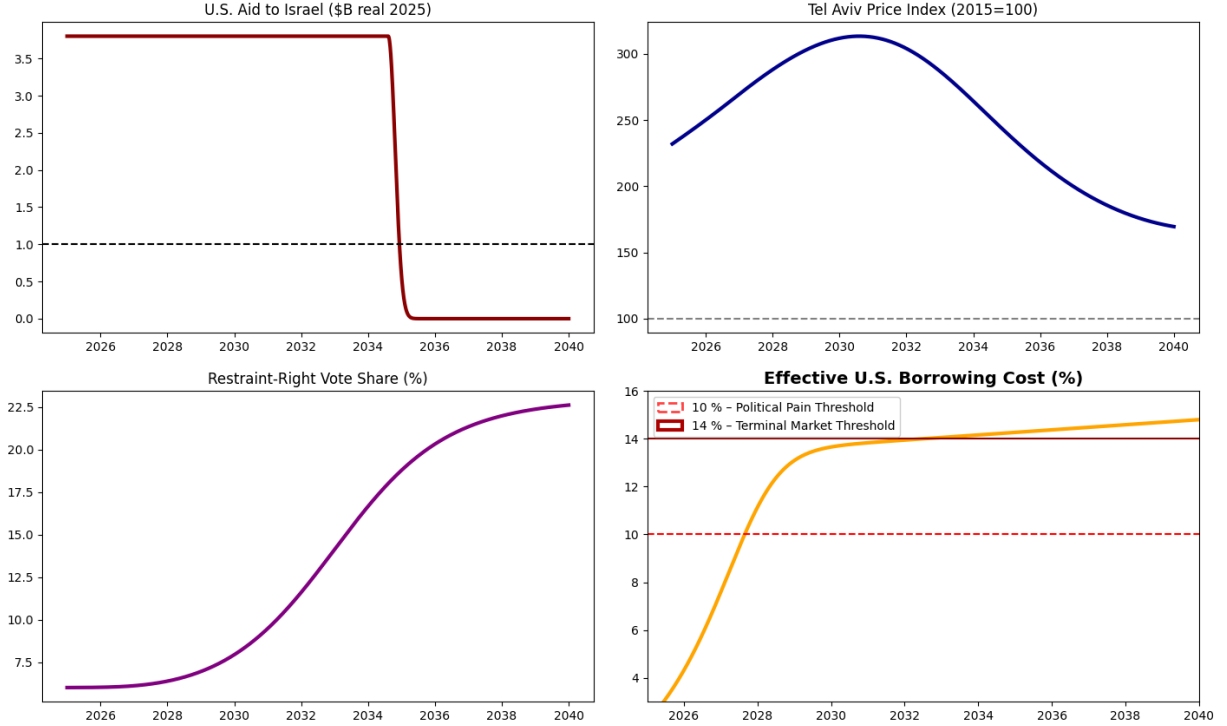 U.S. Aid to Israel ($B real 2025)
3.5
3.0
2.5
2.0
1.5
1.0
0.5
0.0
2026 2028 2030 2032 2034 2036 2038 2040
Tel Aviv Price Index (2015=100)
300
250
200
150
100
2026 2028 2030 2032 2034 2036 2038 2040
Restraint-Right Vote Share (%)
22.5
20.0
17.5
15.0
12.5
10.0
7.5
2026 2028 2030 2032 2034 2036 2038 2040
Effective U.S. Borrowing Cost (%)
10 % – Political Pain Threshold
14 % – Terminal Market Threshold
16
14
12
10
8
6
4
2026 2028 2030 2032 2034 2036 2038 2040